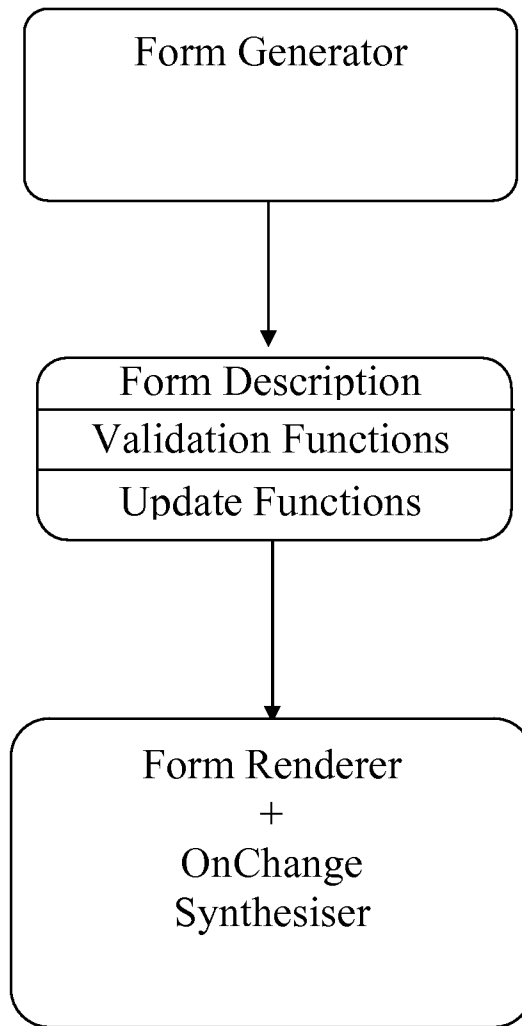 Form Generator
Form Description
Validation Functions
Update Functions
Form Renderer
+
OnChange
Synthesiser